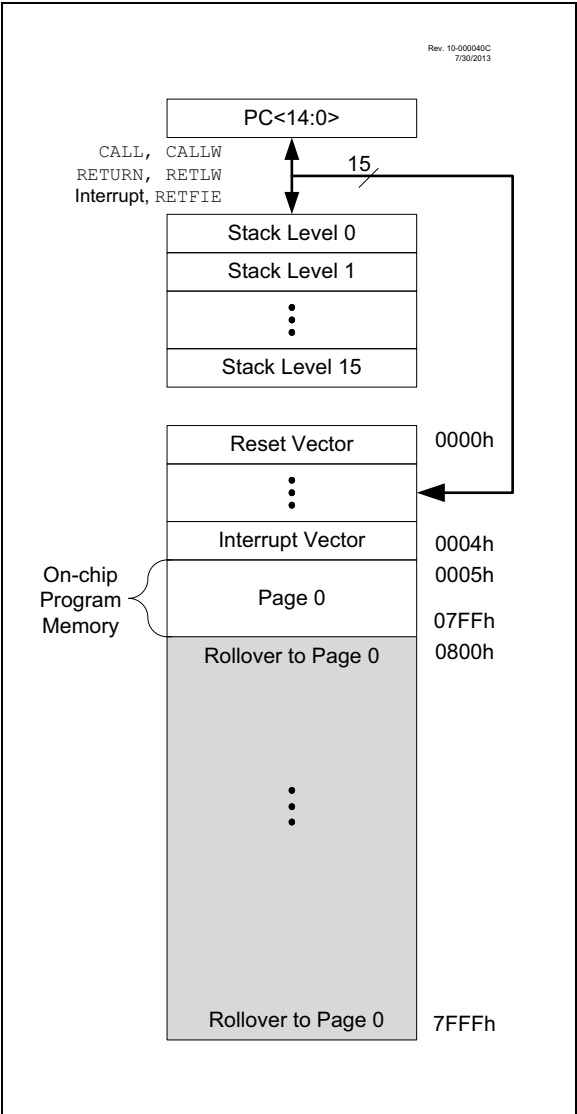 Rev. 10-000040C
7/30/2013
PC<14:0>
CALL, CALLW
RETURN, RETLW
Interrupt, RETFIE
15
Stack Level 0
Stack Level 1
Stack Level 15
Reset Vector
0000h
Interrupt Vector
0004h
On-chip
Program
Memory
Page 0
0005h
07FFh
Rollover to Page 0
0800h
Rollover to Page 0
7FFFh